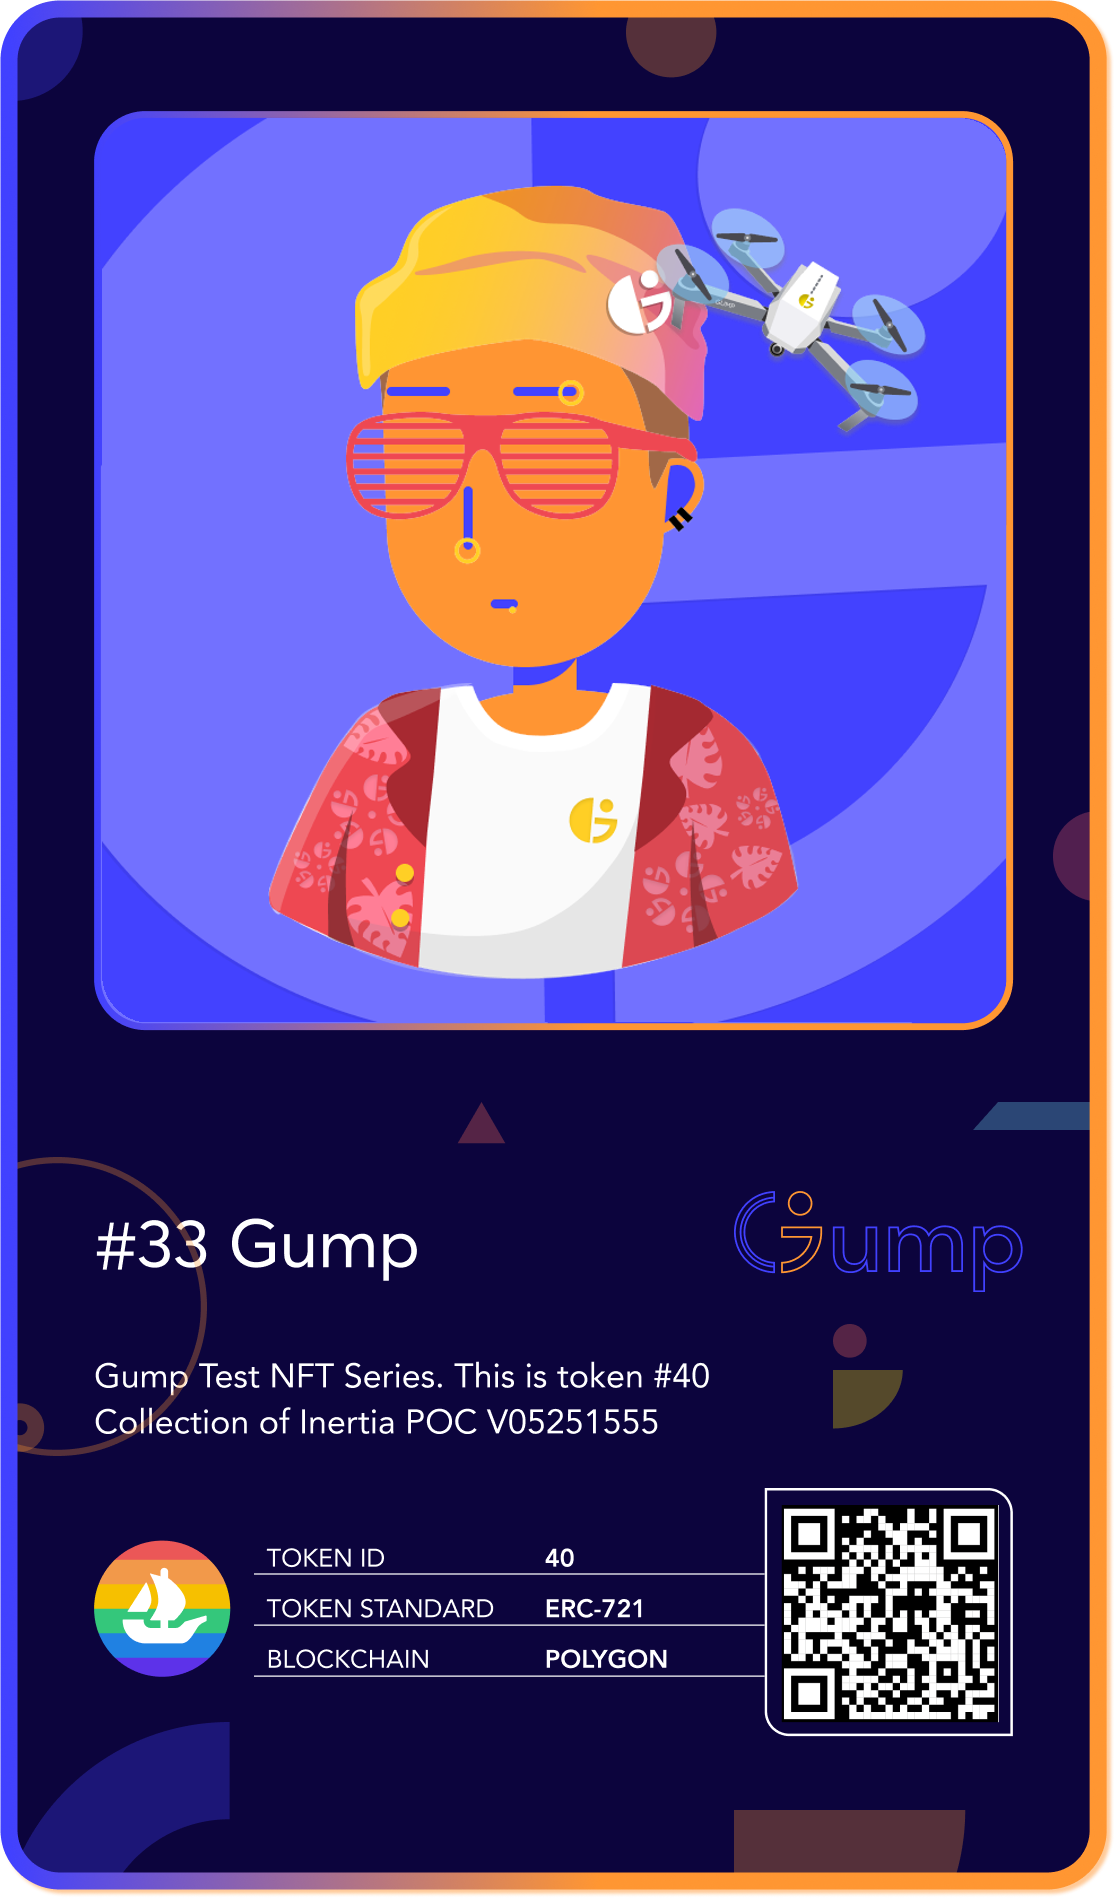 #33 Gump
Gump
Gump Test NFT Series. This is token #40
Collection of Inertia POC V05251555
TOKEN ID 40
TOKEN STANDARD ERC-721
BLOCKCHAIN POLYGON